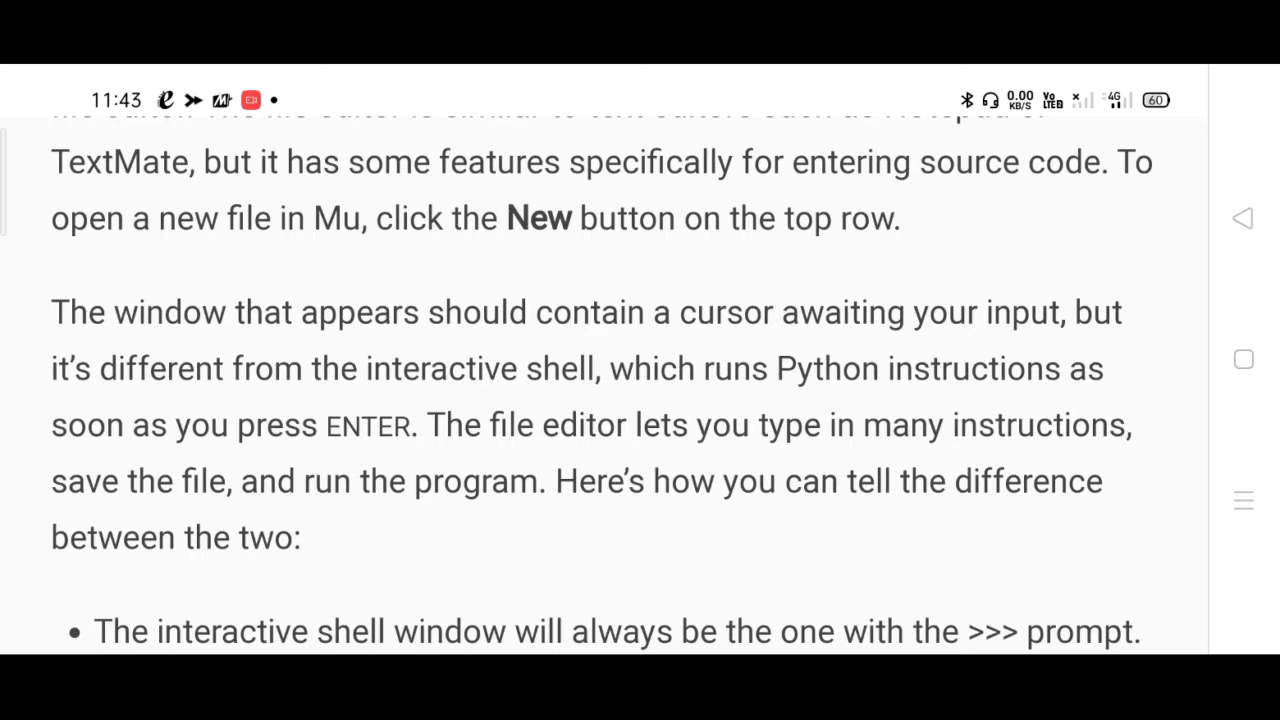 11:43
0.00 KB/S
Vo LTE2
4G
60
TextMate, but it has some features specifically for entering source code. To
open a new file in Mu, click the New button on the top row.
The window that appears should contain a cursor awaiting your input, but
it’s different from the interactive shell, which runs Python instructions as
soon as you press ENTER. The file editor lets you type in many instructions,
save the file, and run the program. Here’s how you can tell the difference
between the two:
• The interactive shell window will always be the one with the >>> prompt.